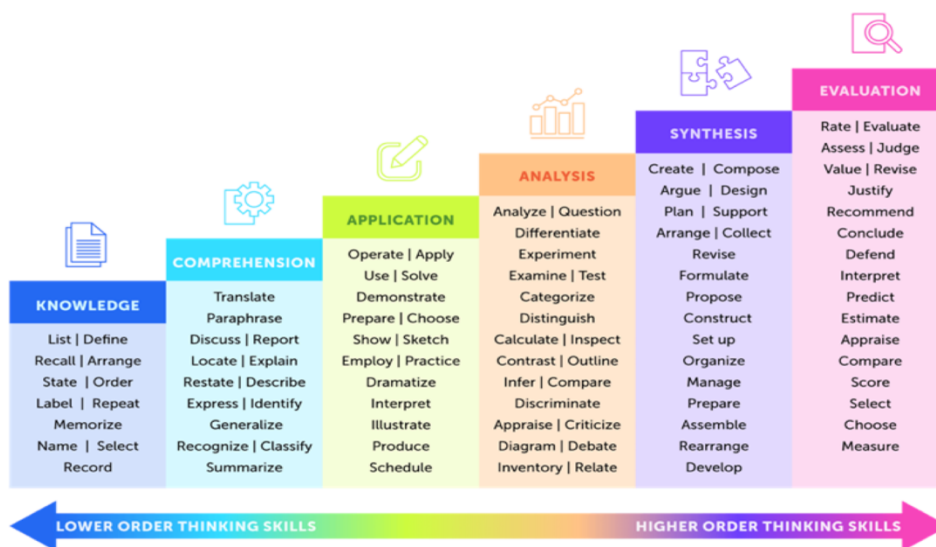 KNOWLEDGE
List | Define
Recall | Arrange
State | Order
Label | Repeat
Memorize
Name | Select
Record
COMPREHENSION
Translate
Paraphrase
Discuss | Report
Locate | Explain
Restate | Describe
Express | Identify
Generalize
Recognize | Classify
Summarize
APPLICATION
Operate | Apply
Use | Solve
Demonstrate
Prepare | Choose
Show | Sketch
Employ | Practice
Dramatize
Interpret
Illustrate
Produce
Schedule
ANALYSIS
Analyze | Question
Differentiate
Experiment
Examine | Test
Categorize
Distinguish
Calculate | Inspect
Contrast | Outline
Infer | Compare
Discriminate
Appraise | Criticize
Diagram | Debate
Inventory | Relate
SYNTHESIS
Create | Compose
Argue | Design
Plan | Support
Arrange | Collect
Revise
Formulate
Propose
Construct
Set up
Organize
Manage
Prepare
Assemble
Rearrange
Develop
EVALUATION
Rate | Evaluate
Assess | Judge
Value | Revise
Justify
Recommend
Conclude
Defend
Interpret
Predict
Estimate
Appraise
Compare
Score
Select
Choose
Measure
LOWER ORDER THINKING SKILLS
HIGHER ORDER THINKING SKILLS